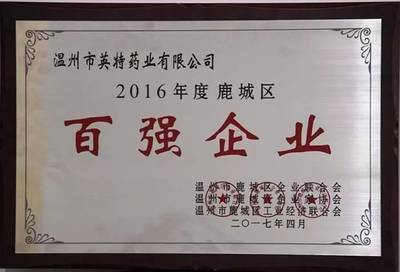 温州市英特药业有限公司
2016年度鹿城区
百强企业
温州市鹿城区企业联合会
温州市鹿城区企业家协会
温州市鹿城区工业经济联合会
二〇一七年四月